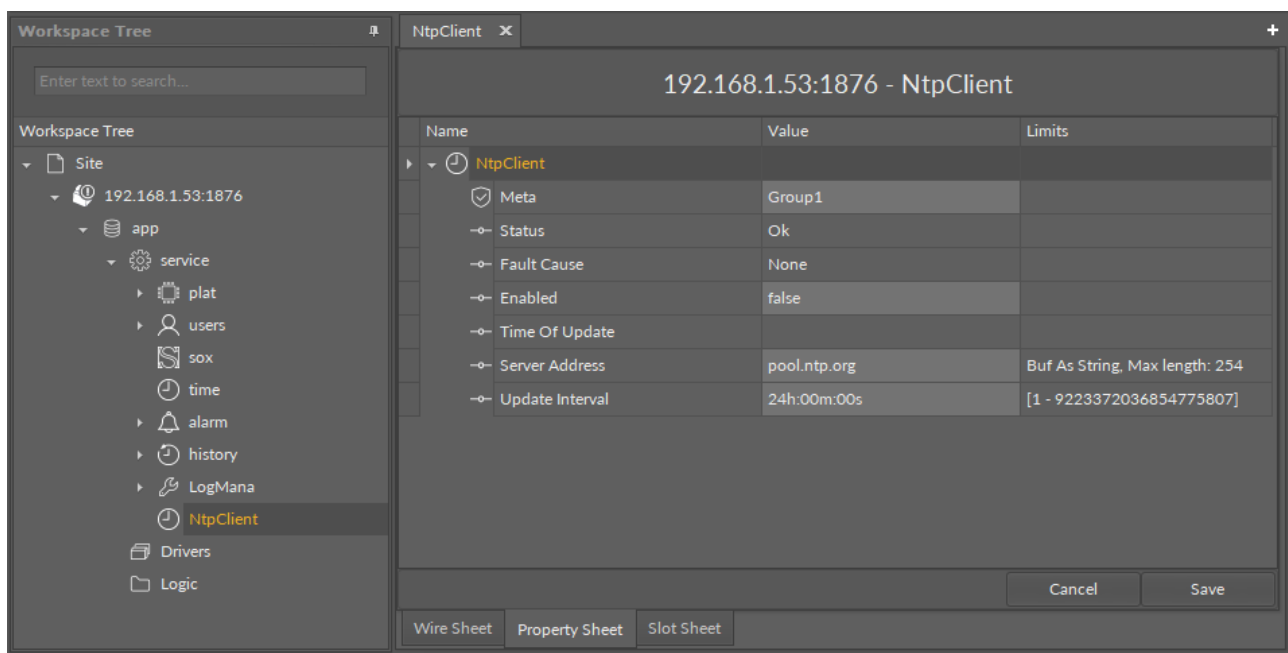 Workspace Tree
Enter text to search...
Workspace Tree
Site
192.168.1.53:1876
app
service
plat
users
sox
time
alarm
history
LogMana
NtpClient
Drivers
Logic
NtpClient
192.168.1.53:1876 - NtpClient
Name Value Limits
NtpClient
Meta Group1
Status Ok
Fault Cause None
Enabled false
Time Of Update
Server Address pool.ntp.org Buf As String, Max length: 254
Update Interval 24h:00m:00s [1 - 9223372036854775807]
Cancel Save
Wire Sheet Property Sheet Slot Sheet